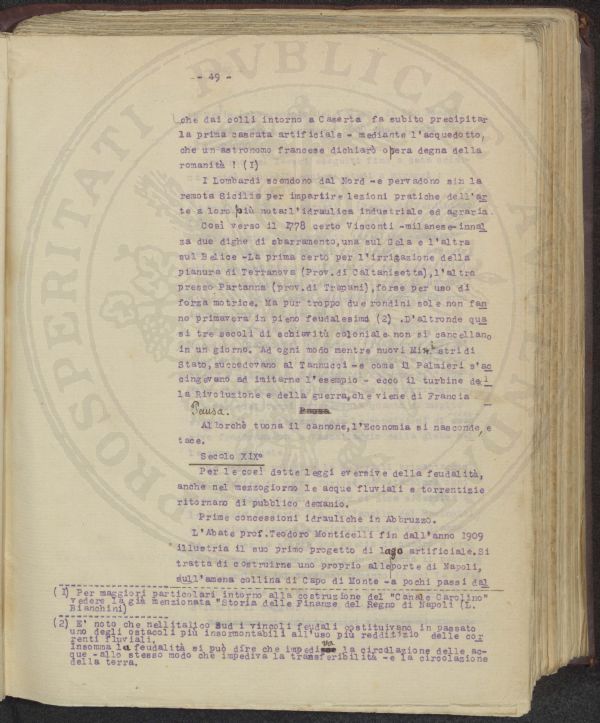 - 49 -
che dai colli intorno a Caserta fa subito precipitar
la prima cascata artificiale - mediante l'acquedotto,
che un astronomo francese dichiarò opera degna della
romanità ! (I)
I Lombardi scendono dal Nord -e pervadono sin la
remota Sicilia per impartire lezioni pratiche dell'ar
te a loro più nota:l'idraulica industriale ed agraria.
Così verso il I778 certo Visconti -milanese-innal
za due dighe di sbarramento,una sul Gela e l'altra
sul Belice -La prima certo per l'irrigazione della
pianura di Terranova (Prov.di Caltanisetta),l'altra
presso Partanna (prov.di Trapani),forse per uso di
forza motrice. Ma pur troppo due rondini sole non fan
no primavera in pieno feudalesimo (2) .D'altronde qua
si tre secoli di schiavitù coloniale non si cancellano
in un giorno. Ad ogni modo mentre nuovi Ministri di
Stato, succedevano al Tannucci -e come il Palmieri s'ac
cingevano ad imitarne l'esempio - ecco il turbine del
la Rivoluzione e della guerra,che viene di Francia
Pausa.
Allorchè tuona il cannone,l'Economia si nasconde, e
tace.
Secolo XIX°
Per le così dette leggi eversive della feudalità,
anche nel mezzogiorno le acque fluviali e torrentizie
ritornano di pubblico demanio.
Prime concessioni idrauliche in Abbruzzo.
L'Abate prof.Teodoro Monticelli fin dall'anno 1909
illustria il suo primo progetto di lago artificiale.Si
tratta di costruirne uno proprio alleporte di Napoli,
sull'amena collina di Capo di Monte -a pochi passi dal
(I) Per maggiori particolari intorno alla costruzione del "Canale Carolino"
vedere la già menzionata "Storia delle Finanze del Regno di Napoli (L.
Bianchini)
(2) E' noto che nellitalico Sud i vincoli feudali costituivano in passato
uno degli ostacoli più insormontabili all'uso più redditizio delle cor
renti fluviali.
Insomma la feudalità si può dire che impediva la circolazione delle ac-
que -allo stesso modo che impediva la transferibilità -e la circolazione
della terra.
PROSPERITATI PVBLICAE